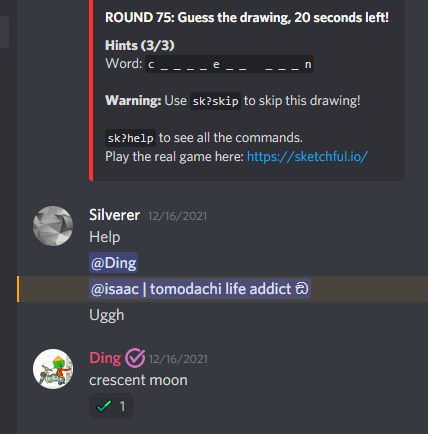 ROUND 75: Guess the drawing, 20 seconds left!
Hints (3/3)
Word: c _ _ _ _ e _ _   _ _ _ n
Warning: Use sk?skip to skip this drawing!
sk?help to see all the commands.
Play the real game here: https://sketchful.io/
Silverer 12/16/2021
Help
@Ding
@isaac | tomodachi life addict
Uggh
Ding 12/16/2021
crescent moon
1